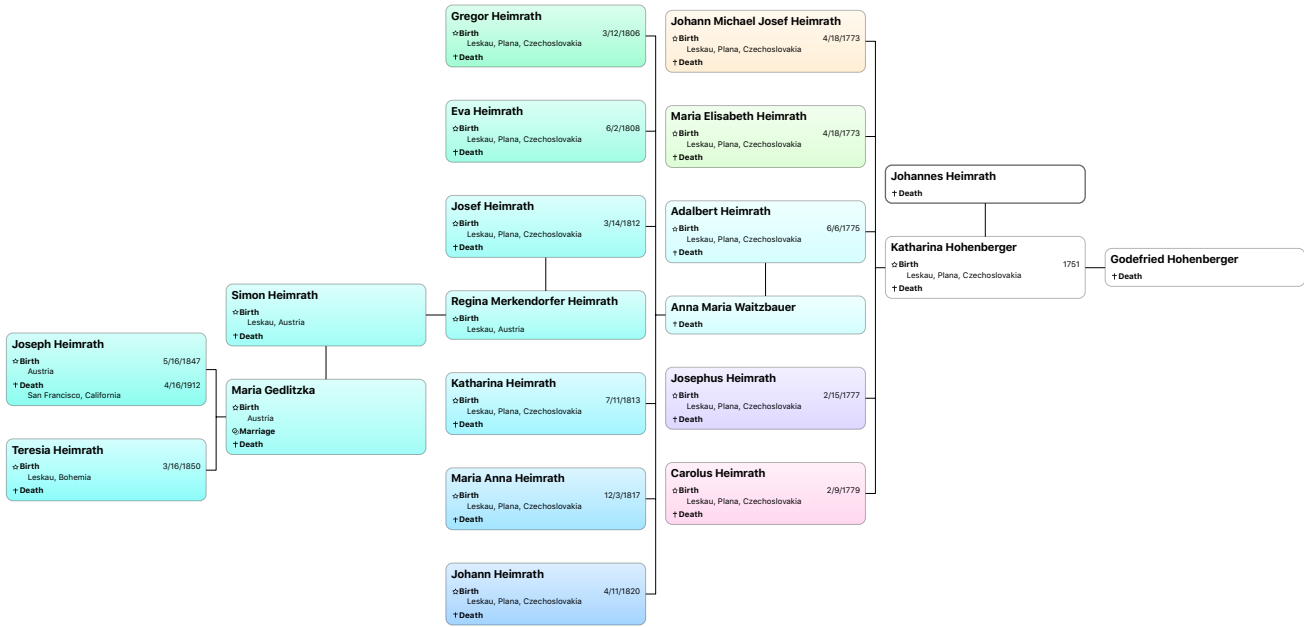 Gregor Heimrath
☆Birth 3/12/1806
Leskau, Plana, Czechoslovakia
†Death
Eva Heimrath
☆Birth 6/2/1808
Leskau, Plana, Czechoslovakia
†Death
Josef Heimrath
☆Birth 3/14/1812
Leskau, Plana, Czechoslovakia
†Death
Regina Merkendorfer Heimrath
☆Birth
Leskau, Austria
Katharina Heimrath
☆Birth 7/11/1813
Leskau, Plana, Czechoslovakia
†Death
Maria Anna Heimrath
☆Birth 12/3/1817
Leskau, Plana, Czechoslovakia
†Death
Johann Heimrath
☆Birth 4/11/1820
Leskau, Plana, Czechoslovakia
†Death
Simon Heimrath
☆Birth
Leskau, Austria
†Death
Maria Gedlitzka
☆Birth
Austria
Marriage
†Death
Joseph Heimrath
☆Birth 5/16/1847
Austria
†Death 4/16/1912
San Francisco, California
Teresia Heimrath
☆Birth 3/16/1850
Leskau, Bohemia
†Death
Johann Michael Josef Heimrath
☆Birth 4/18/1773
Leskau, Plana, Czechoslovakia
†Death
Maria Elisabeth Heimrath
☆Birth 4/18/1773
Leskau, Plana, Czechoslovakia
†Death
Adalbert Heimrath
☆Birth 6/6/1775
Leskau, Plana, Czechoslovakia
†Death
Anna Maria Waitzbauer
†Death
Josephus Heimrath
☆Birth 2/15/1777
Leskau, Plana, Czechoslovakia
†Death
Carolus Heimrath
☆Birth 2/9/1779
Leskau, Plana, Czechoslovakia
†Death
Johannes Heimrath
†Death
Katharina Hohenberger
☆Birth 1751
Leskau, Plana, Czechoslovakia
†Death
Godefried Hohenberger
†Death